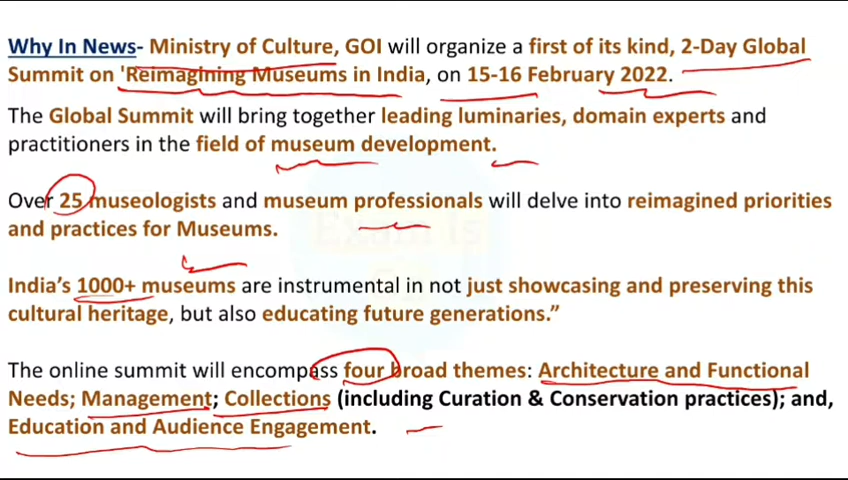 Why In News- Ministry of Culture, GOI will organize a first of its kind, 2-Day Global
Summit on 'Reimagining Museums in India, on 15-16 February 2022.
The Global Summit will bring together leading luminaries, domain experts and
practitioners in the field of museum development.
Over 25 museologists and museum professionals will delve into reimagined priorities
and practices for Museums.
India's 1000+ museums are instrumental in not just showcasing and preserving this
cultural heritage, but also educating future generations.”
The online summit will encompass four broad themes: Architecture and Functional
Needs; Management; Collections (including Curation & Conservation practices); and,
Education and Audience Engagement.